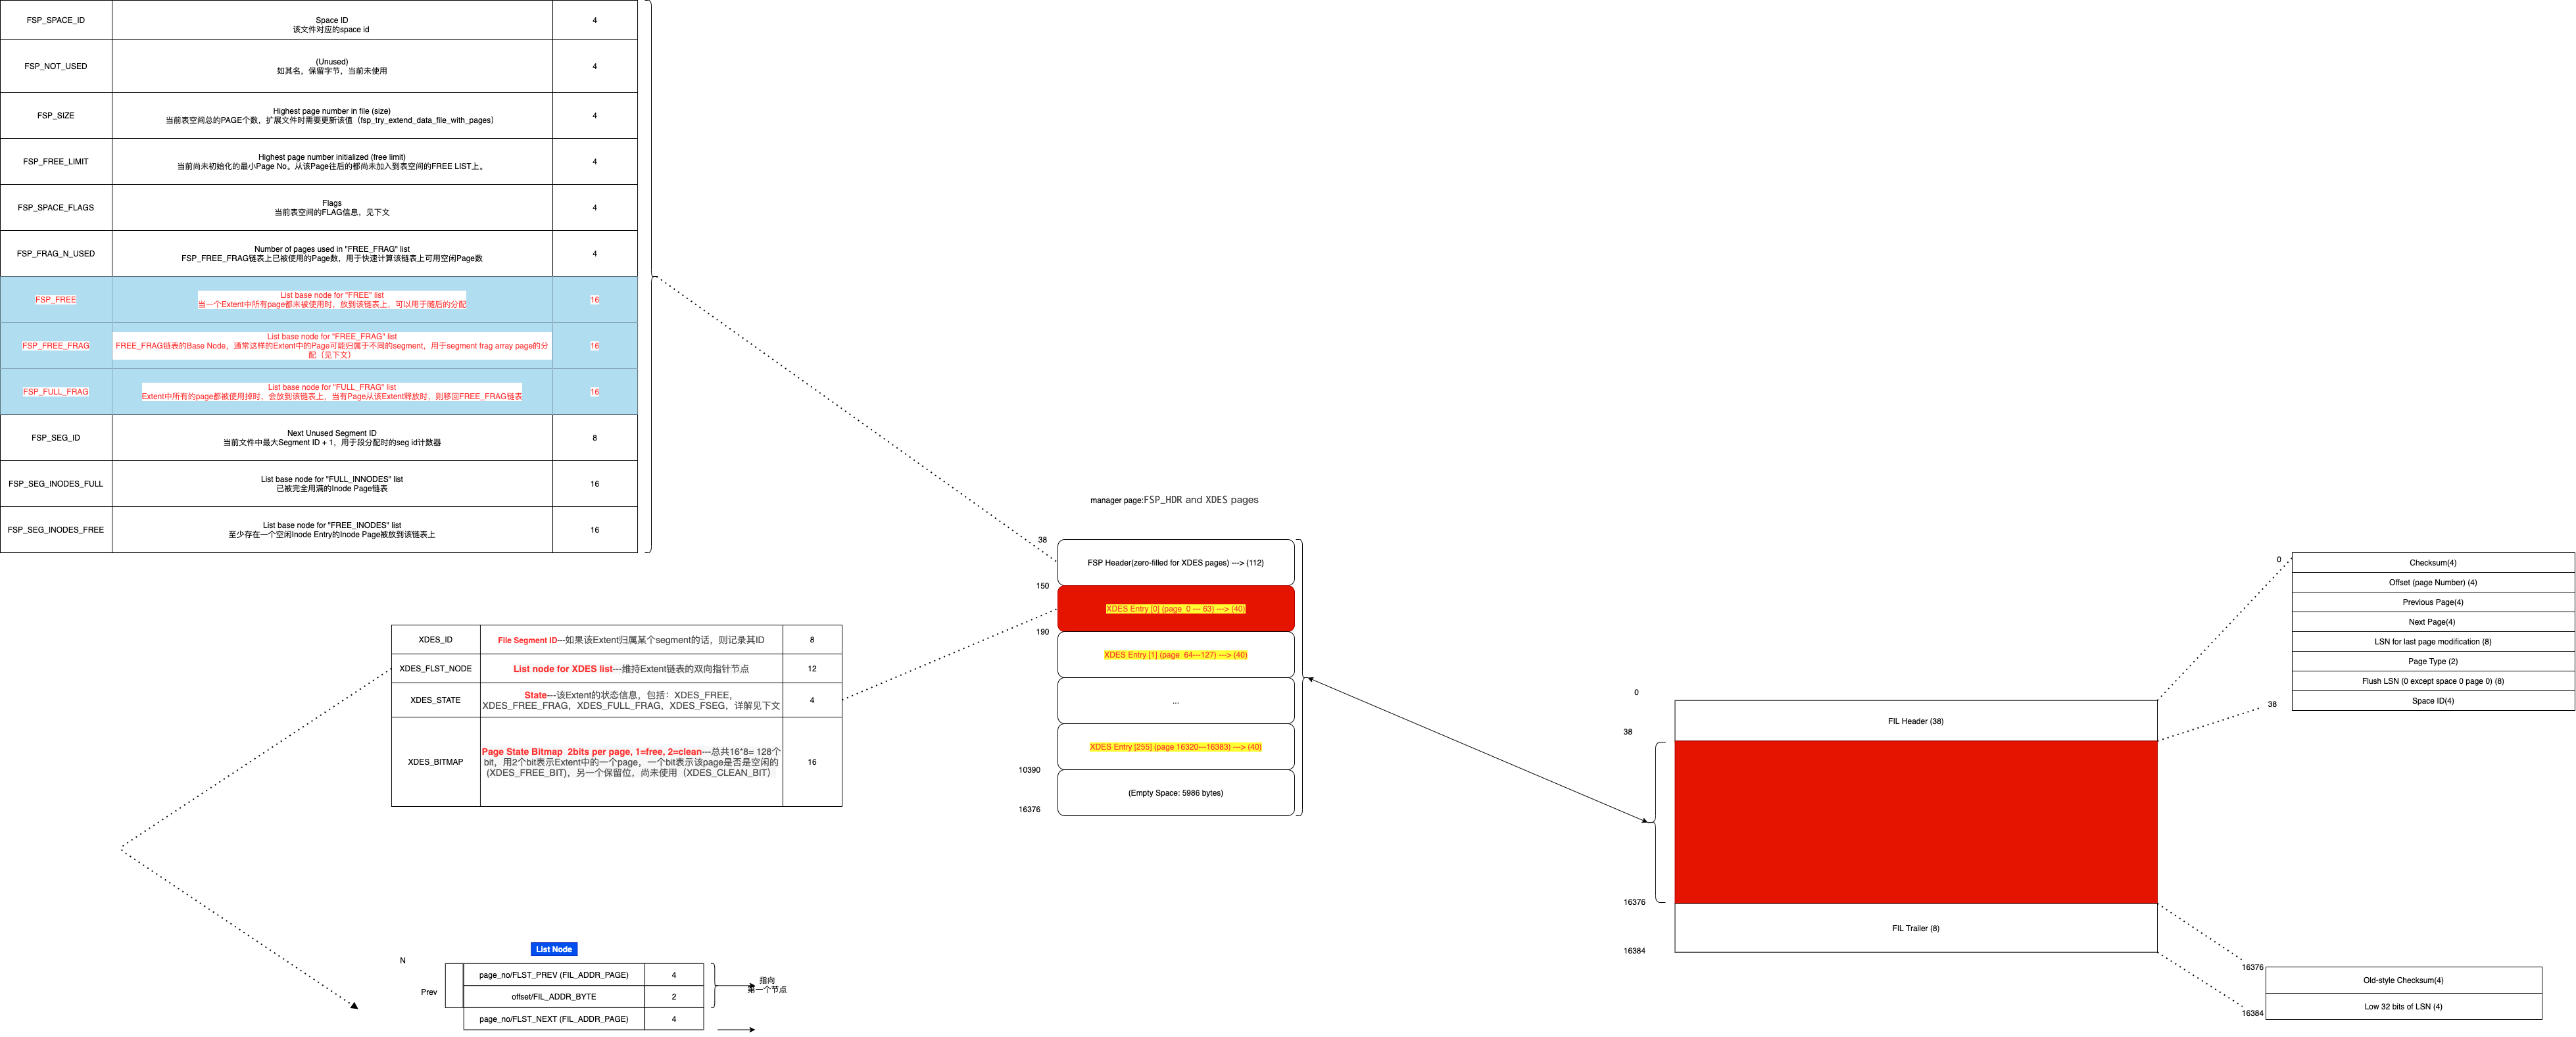 FSP_SPACE_ID
Space ID
该文件对应的space id
4
FSP_NOT_USED
(Unused)
如其名，保留字节，当前未使用
4
FSP_SIZE
Highest page number in file (size)
当前表空间总的PAGE个数，扩展文件时需要更新该值（fsp_try_extend_data_file_with_pages）
4
FSP_FREE_LIMIT
Highest page number initialized (free limit)
当前尚未初始化的最小Page No。从该Page往后的都尚未加入到表空间的FREE LIST上。
4
FSP_SPACE_FLAGS
Flags
当前表空间的FLAG信息，见下文
4
FSP_FRAG_N_USED
Number of pages used in "FREE_FRAG" list
FSP_FREE_FRAG链表上已被使用的Page数，用于快速计算该链表上可用空闲Page数
4
FSP_FREE
List base node for "FREE" list
当一个Extent中所有page都未被使用时，放到该链表上，可以用于随后的分配
16
FSP_FREE_FRAG
List base node for "FREE_FRAG" list
FREE_FRAG链表的Base Node，通常这样的Extent中的Page可能归属于不同的segment，用于segment frag array page的分
配（见下文）
16
FSP_FULL_FRAG
List base node for "FULL_FRAG" list
Extent中所有的page都被使用掉时，会放到该链表上，当有Page从该Extent释放时，则移回FREE_FRAG链表
16
FSP_SEG_ID
Next Unused Segment ID
当前文件中最大Segment ID + 1，用于段分配时的seg id计数器
8
FSP_SEG_INODES_FULL
List base node for "FULL_INNODES" list
已被完全用满的Inode Page链表
16
FSP_SEG_INODES_FREE
List base node for "FREE_INODES" list
至少存在一个空闲Inode Entry的Inode Page被放到该链表上
16
manager page:FSP_HDR and XDES pages
38
FSP Header(zero-filled for XDES pages) ---> (112)
150
XDES Entry [0] (page  0 --- 63) ---> (40)
190
XDES Entry [1] (page  64---127) ---> (40)
...
XDES Entry [255] (page 16320---16383) ---> (40)
10390
(Empty Space: 5986 bytes)
16376
XDES_ID
File Segment ID---如果该Extent归属某个segment的话，则记录其ID
8
XDES_FLST_NODE
List node for XDES list---维持Extent链表的双向指针节点
12
XDES_STATE
State---该Extent的状态信息，包括：XDES_FREE，
XDES_FREE_FRAG，XDES_FULL_FRAG，XDES_FSEG，详解见下文
4
XDES_BITMAP
Page State Bitmap  2bits per page, 1=free, 2=clean---总共16*8= 128个
bit，用2个bit表示Extent中的一个page，一个bit表示该page是否是空闲的
(XDES_FREE_BIT)，另一个保留位，尚未使用（XDES_CLEAN_BIT）
16
List Node
N
Prev
page_no/FLST_PREV (FIL_ADDR_PAGE)
4
offset/FIL_ADDR_BYTE
2
page_no/FLST_NEXT (FIL_ADDR_PAGE)
4
指向
第一个节点
0
FIL Header (38)
38
16376
FIL Trailer (8)
16384
0
Checksum(4)
Offset (page Number) (4)
Previous Page(4)
Next Page(4)
LSN for last page modification (8)
Page Type (2)
Flush LSN (0 except space 0 page 0) (8)
Space ID(4)
38
16376
Old-style Checksum(4)
Low 32 bits of LSN (4)
16384